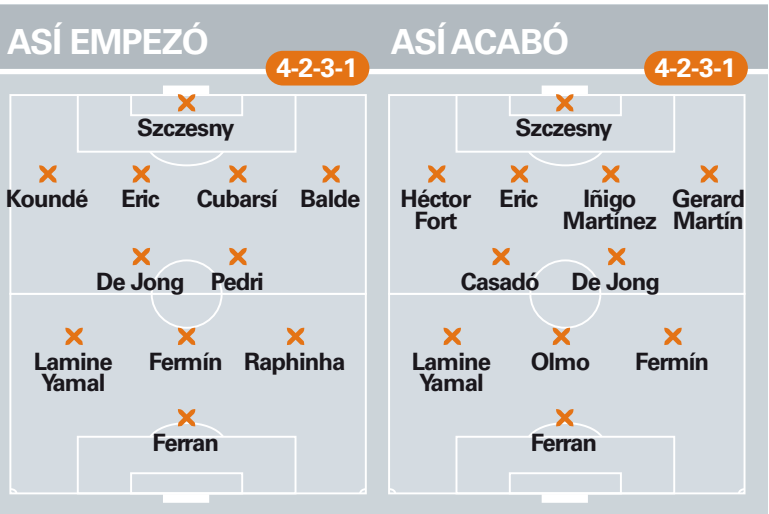 ASÍ EMPEZÓ
4-2-3-1
Szczesny
Koundé Eric Cubarsí Balde
De Jong Pedri
Lamine Fermín Raphinha
Yamal
Ferran
ASÍ ACABÓ
4-2-3-1
Szczesny
Héctor Eric Iñigo Gerard
Fort Martínez Martín
Casadó De Jong
Lamine Olmo Fermín
Yamal
Ferran